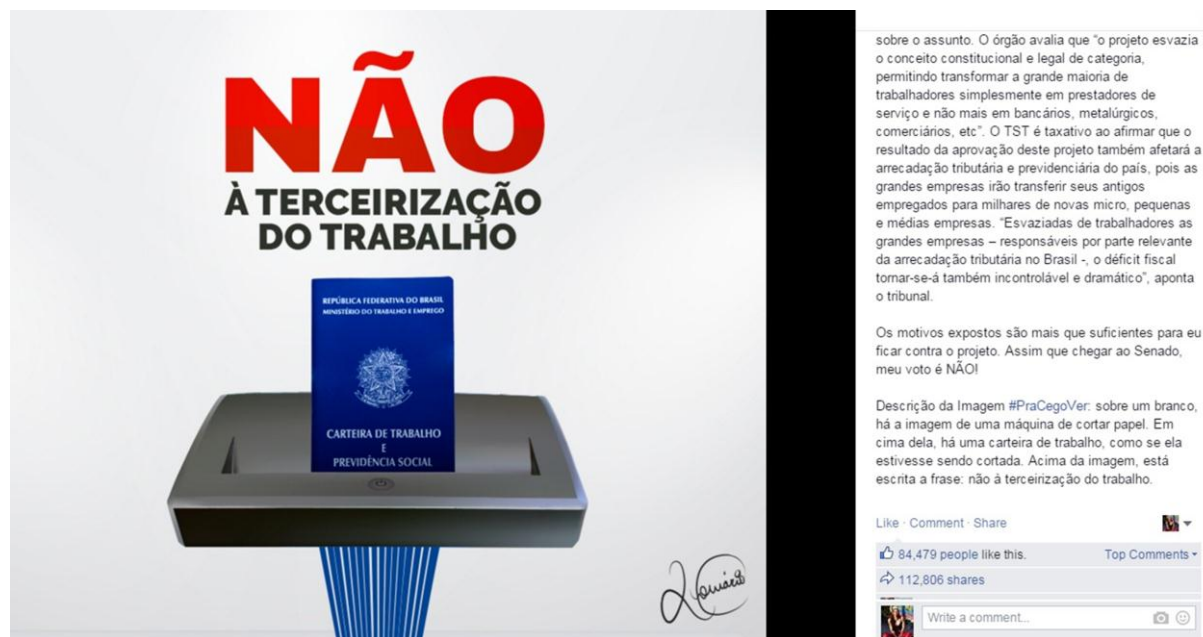 NÃO
À TERCEIRIZAÇÃO
DO TRABALHO
REPÚBLICA FEDERATIVA DO BRASIL
MINISTÉRIO DO TRABALHO E EMPREGO
CARTEIRA DE TRABALHO
E
PREVIDÊNCIA SOCIAL
sobre o assunto. O órgão avalia que “o projeto esvazia
o conceito constitucional e legal de categoria,
permitindo transformar a grande maioria de
trabalhadores simplesmente em prestadores de
serviço e não mais em bancários, metalúrgicos,
comerciários, etc”. O TST é taxativo ao afirmar que o
resultado da aprovação deste projeto também afetará a
arrecadação tributária e previdenciária do país, pois as
grandes empresas irão transferir seus antigos
empregados para milhares de novas micro, pequenas
e médias empresas. “Esvaziadas de trabalhadores as
grandes empresas – responsáveis por parte relevante
da arrecadação tributária no Brasil -, o déficit fiscal
tornar-se-á também incontrolável e dramático”, aponta
o tribunal.
Os motivos expostos são mais que suficientes para eu
ficar contra o projeto. Assim que chegar ao Senado,
meu voto é NÃO!
Descrição da Imagem #PraCegoVer: sobre um branco,
há a imagem de uma máquina de cortar papel. Em
cima dela, há uma carteira de trabalho, como se ela
estivesse sendo cortada. Acima da imagem, está
escrita a frase: não à terceirização do trabalho.
Like · Comment · Share
84,479 people like this.
Top Comments
112,806 shares
Write a comment...